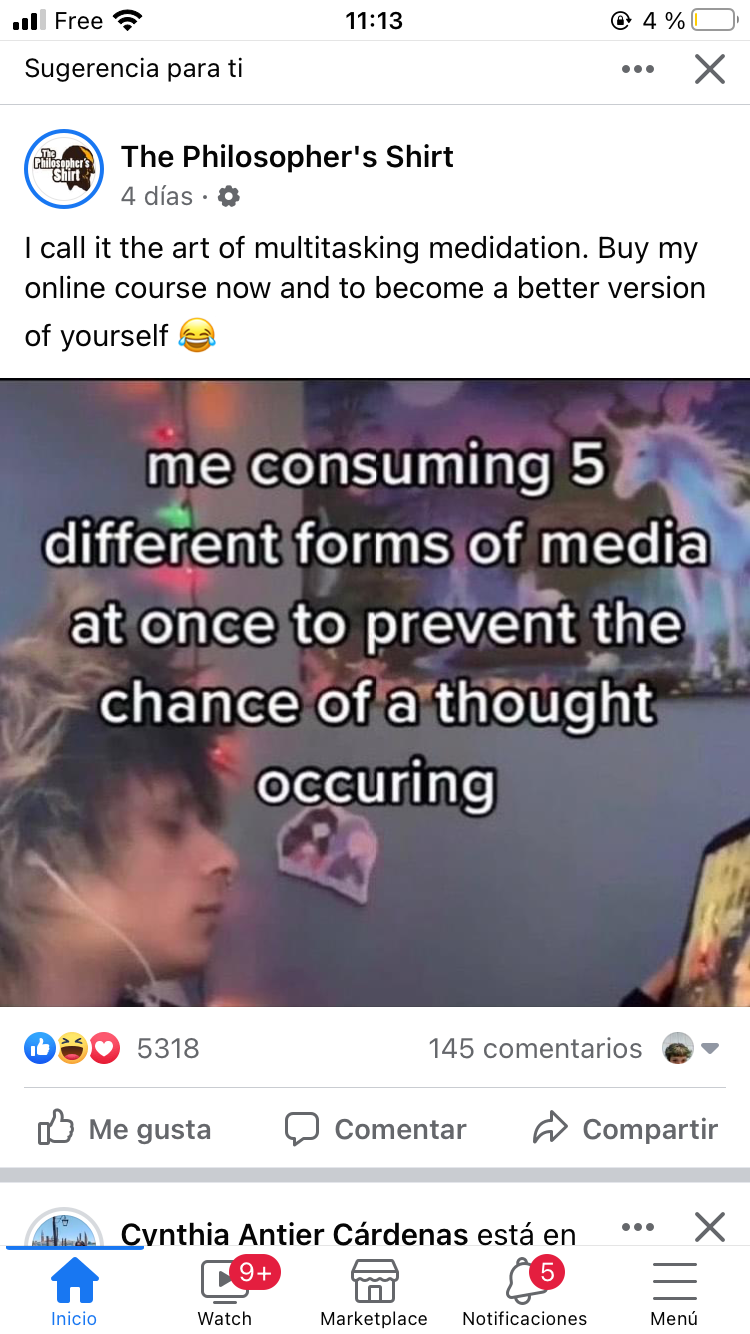 Free 11:13 4 %
Sugerencia para ti
The Philosopher's Shirt
The Philosopher's Shirt
4 días ·
I call it the art of multitasking medidation. Buy my
online course now and to become a better version
of yourself 😂
me consuming 5
different forms of media
at once to prevent the
chance of a thought
occuring
5318 145 comentarios
Me gusta Comentar Compartir
Cynthia Antier Cárdenas está en
9+ 5
Inicio Watch Marketplace Notificaciones Menú